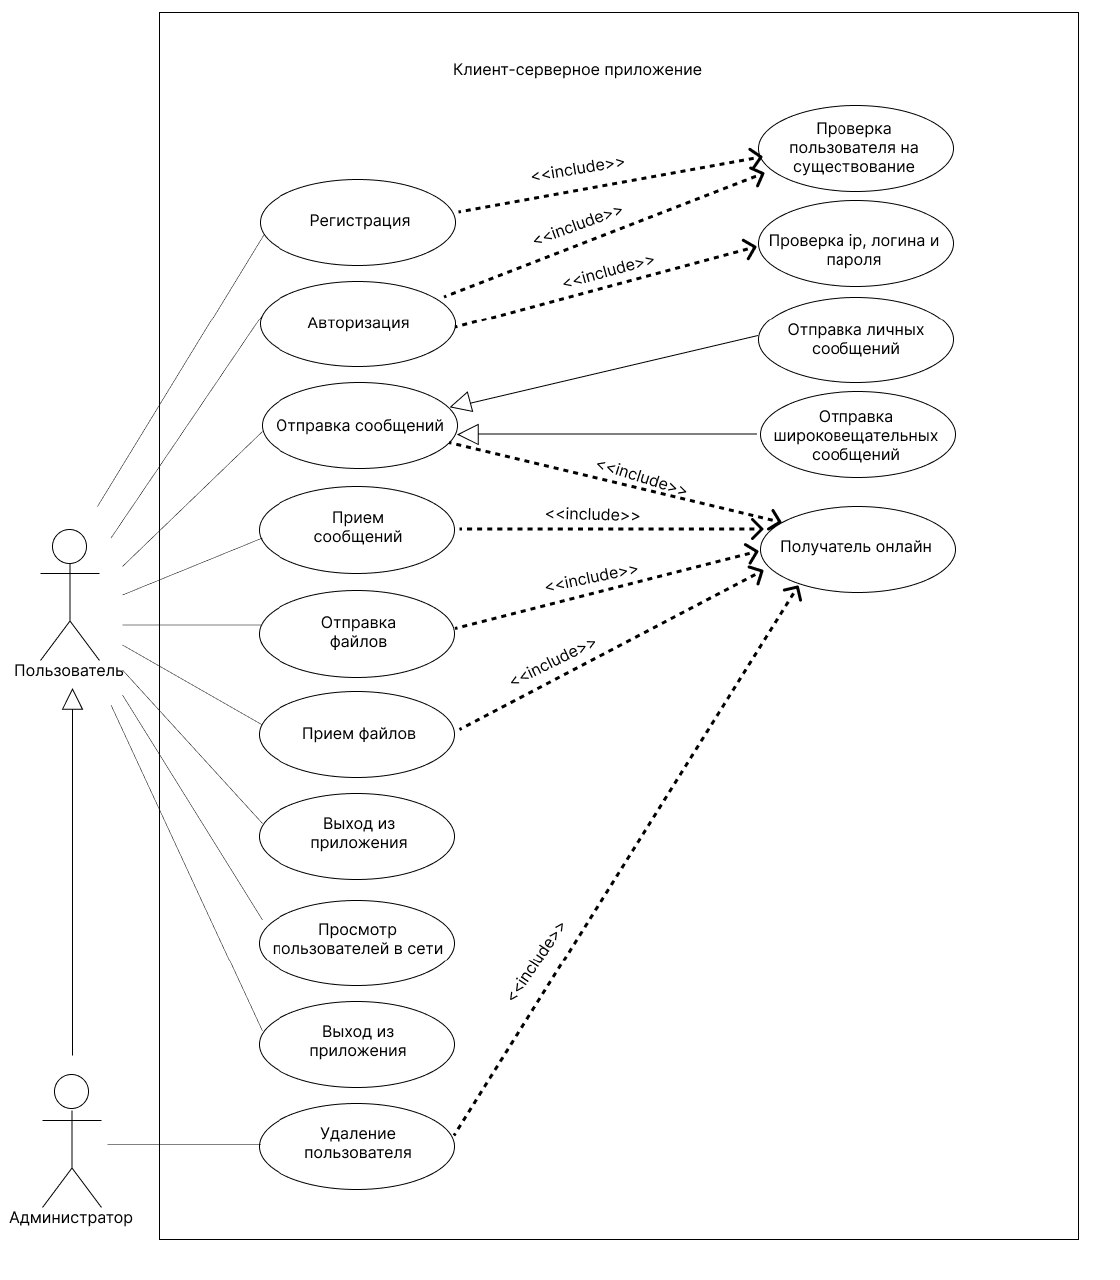 Клиент-серверное приложение
Проверка
пользователя на
существование
<<include>>
Регистрация
<<include>>
Проверка ip, логина и
пароля
<<include>>
Авторизация
Отправка личных
сообщений
Отправка сообщений
Отправка
широковещательных
сообщений
<<include>>
Прием
сообщений
<<include>>
Получатель онлайн
<<include>>
Отправка
файлов
<<include>>
Пользователь
Прием файлов
Выход из
приложения
Просмотр
пользователей в сети
<<include>>
Выход из
приложения
Удаление
пользователя
Администратор